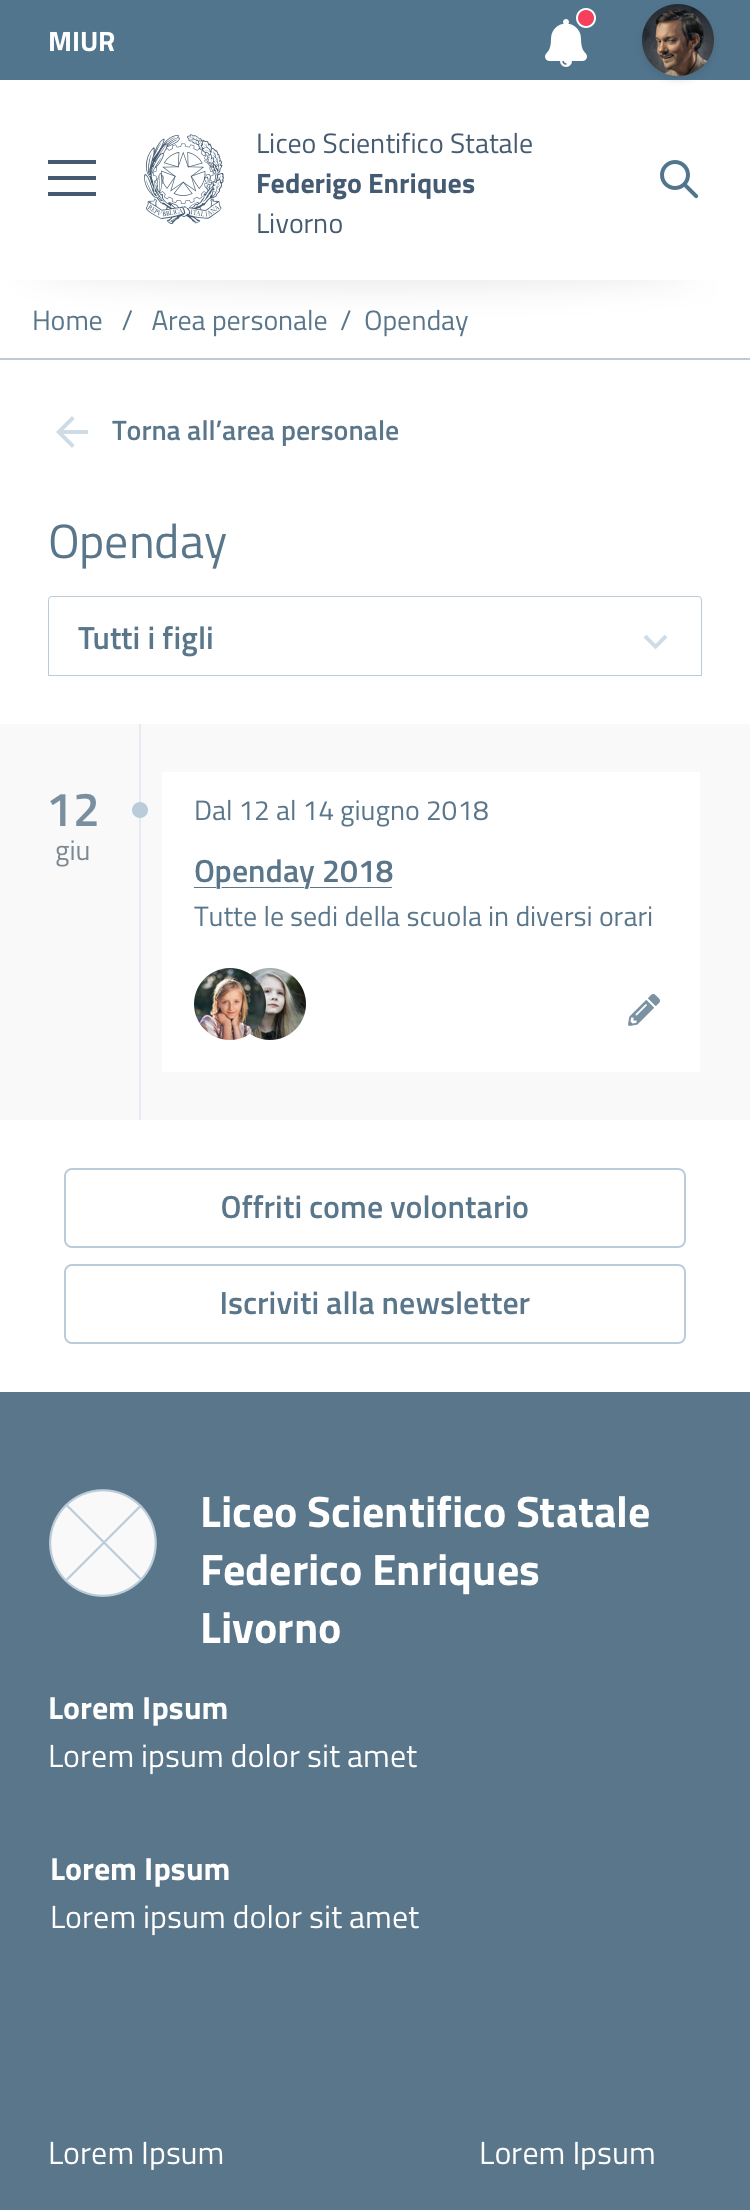 MIUR
Liceo Scientifico Statale
Federigo Enriques
Livorno
REPVBBLICA ITALIANA
Home / Area personale / Openday
Torna all’area personale
Openday
Tutti i figli
12
giu
Dal 12 al 14 giugno 2018
Openday 2018
Tutte le sedi della scuola in diversi orari
Offriti come volontario
Iscriviti alla newsletter
Liceo Scientifico Statale
Federico Enriques
Livorno
Lorem Ipsum
Lorem ipsum dolor sit amet
Lorem Ipsum
Lorem ipsum dolor sit amet
Lorem Ipsum Lorem Ipsum